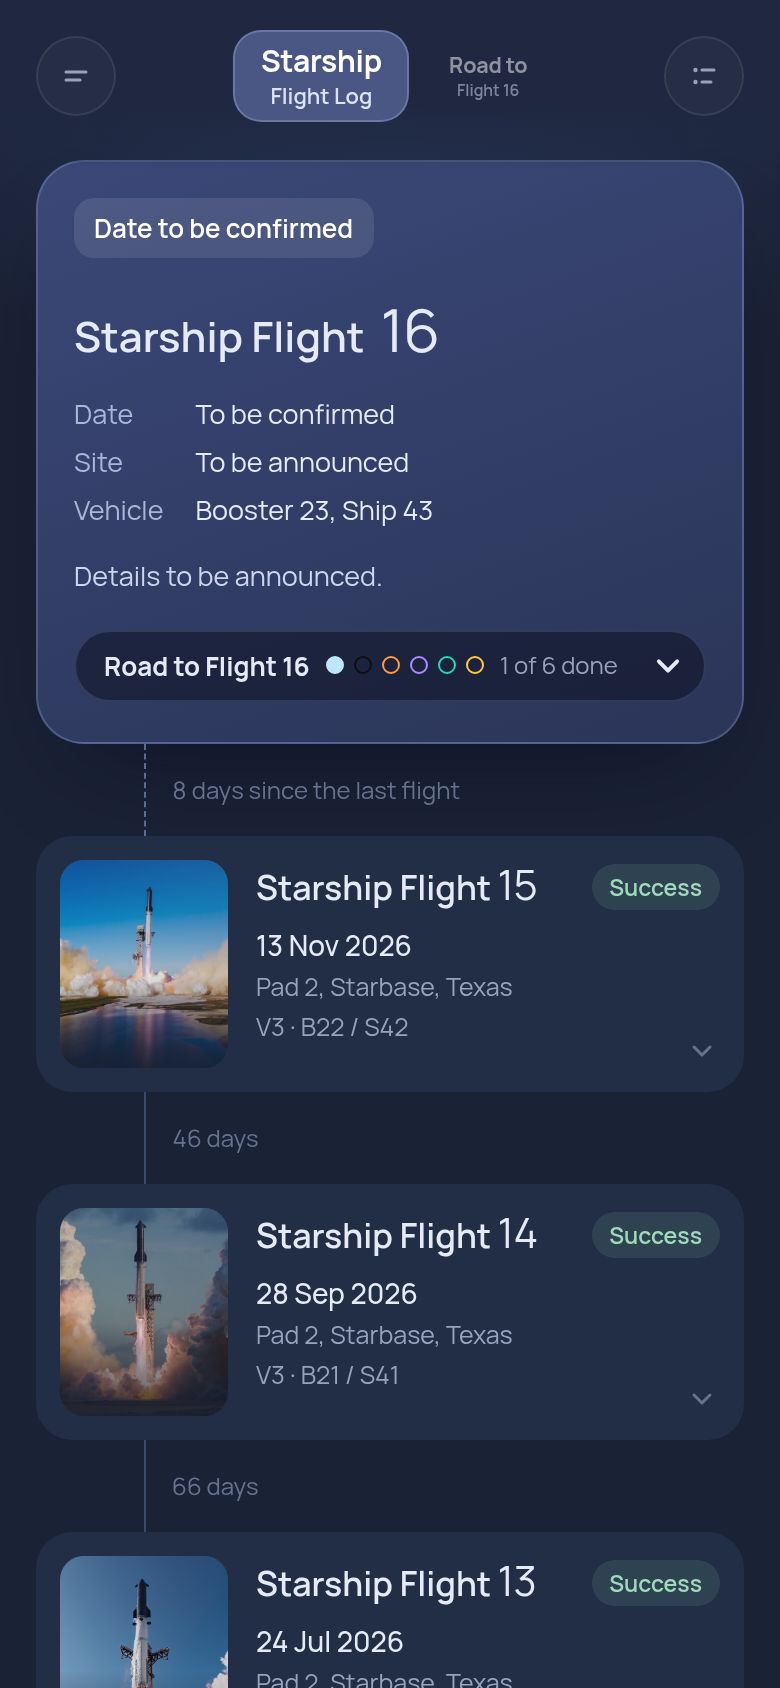 Starship
Flight Log
Road to
Flight 16
Date to be confirmed
Starship Flight 16
Date To be confirmed
Site To be announced
Vehicle Booster 23, Ship 43
Details to be announced.
Road to Flight 16 1 of 6 done
8 days since the last flight
Starship Flight 15 Success
13 Nov 2026
Pad 2, Starbase, Texas
V3 · B22 / S42
46 days
Starship Flight 14 Success
28 Sep 2026
Pad 2, Starbase, Texas
V3 · B21 / S41
66 days
Starship Flight 13 Success
24 Jul 2026
Pad 2, Starbase, Texas